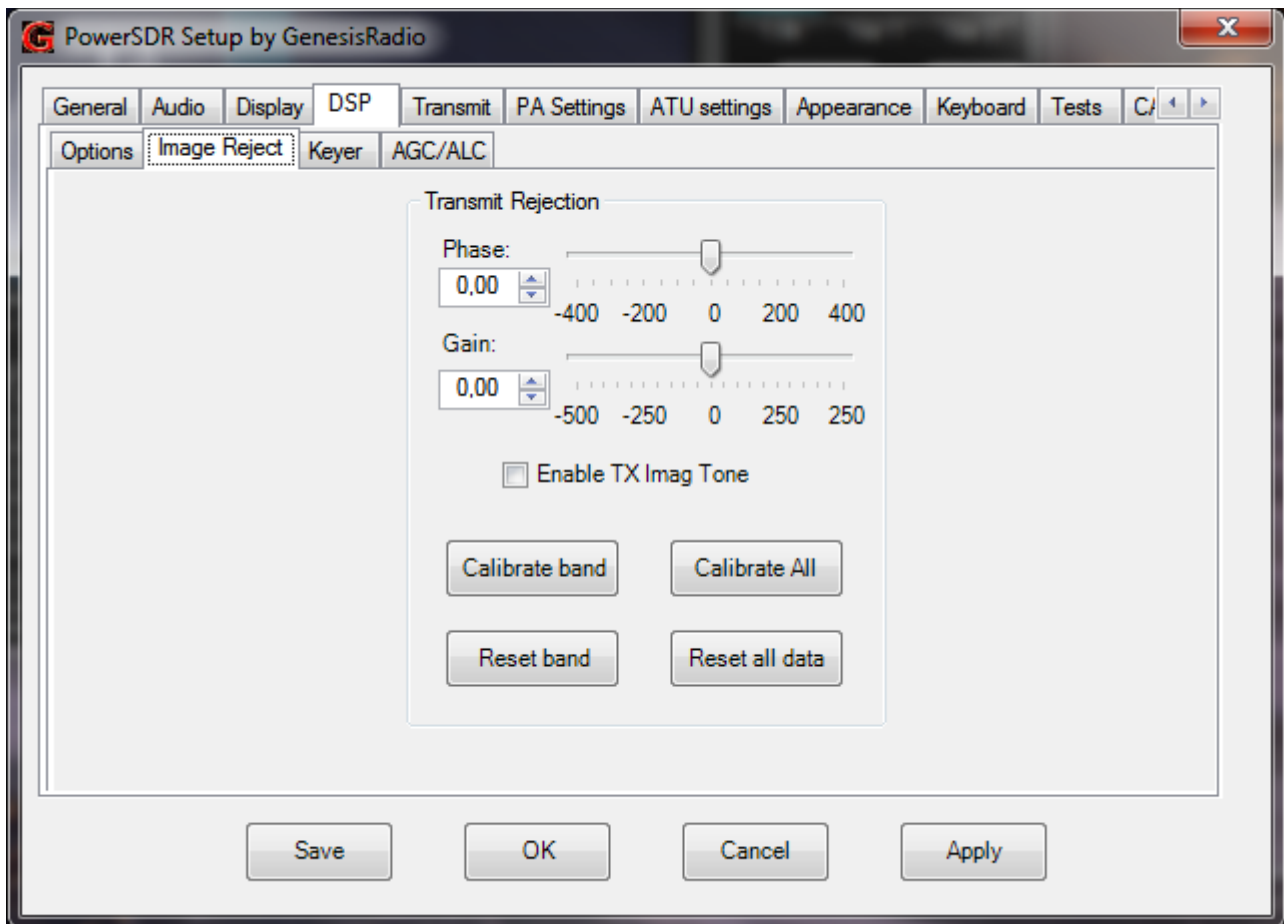 PowerSDR Setup by GenesisRadio
General Audio Display DSP Transmit PA Settings ATU settings Appearance Keyboard Tests
Options Image Reject Keyer AGC/ALC
Transmit Rejection
Phase:
0,00
-400 -200 0 200 400
Gain:
0,00
-500 -250 0 250 250
Enable TX Imag Tone
Calibrate band Calibrate All
Reset band Reset all data
Save OK Cancel Apply